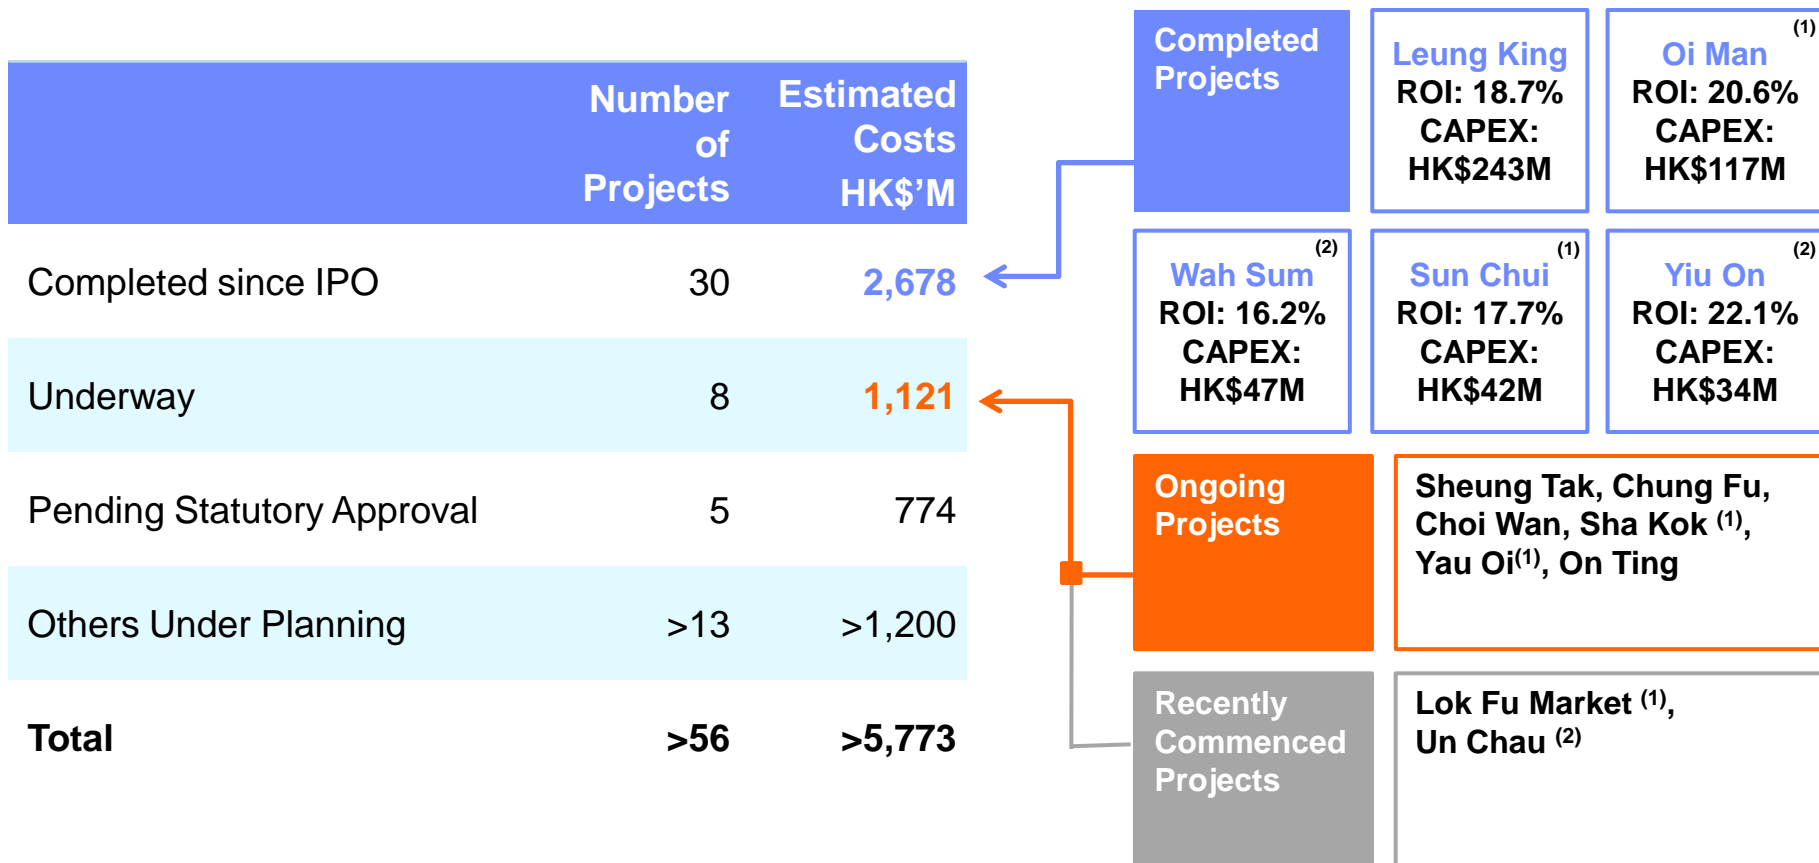 Number of Projects
Estimated Costs HK$'M
Completed since IPO 30 2,678
Underway 8 1,121
Pending Statutory Approval 5 774
Others Under Planning >13 >1,200
Total >56 >5,773
Completed
Projects
Leung King
ROI: 18.7%
CAPEX:
HK$243M
(1)
Oi Man
ROI: 20.6%
CAPEX:
HK$117M
(2)
Wah Sum
ROI: 16.2%
CAPEX:
HK$47M
(1)
Sun Chui
ROI: 17.7%
CAPEX:
HK$42M
(2)
Yiu On
ROI: 22.1%
CAPEX:
HK$34M
Ongoing
Projects
Sheung Tak, Chung Fu,
Choi Wan, Sha Kok (1),
Yau Oi(1), On Ting
Recently
Commenced
Projects
Lok Fu Market (1),
Un Chau (2)